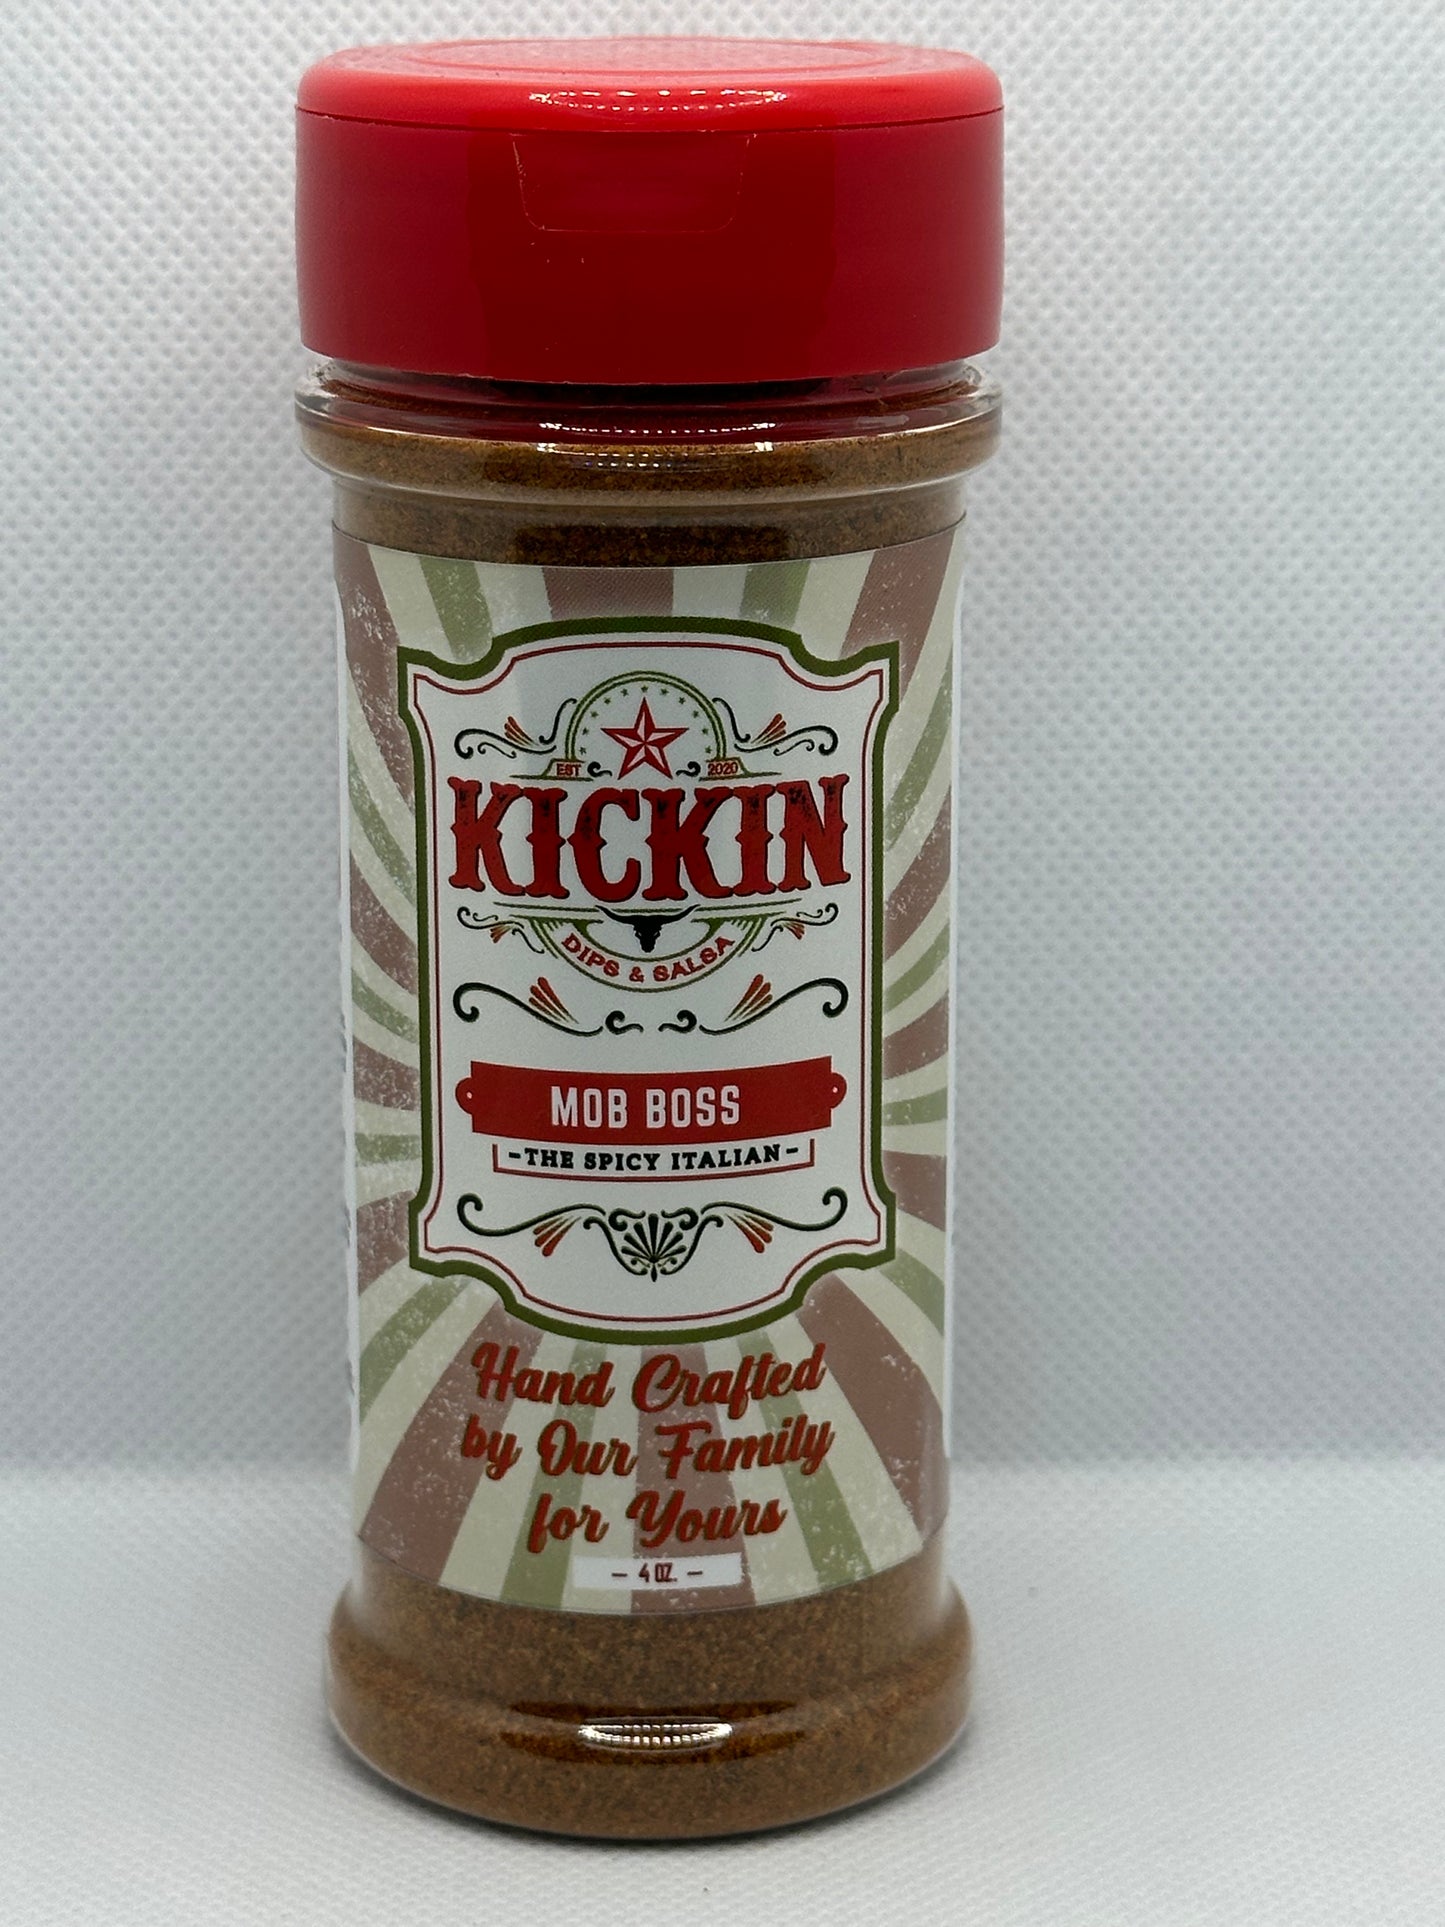 EST 2020
KICKIN
DIPS & SALSA
MOB BOSS
-THE SPICY ITALIAN-
Hand Crafted
by Our Family
for Yours
- 4 OZ. -